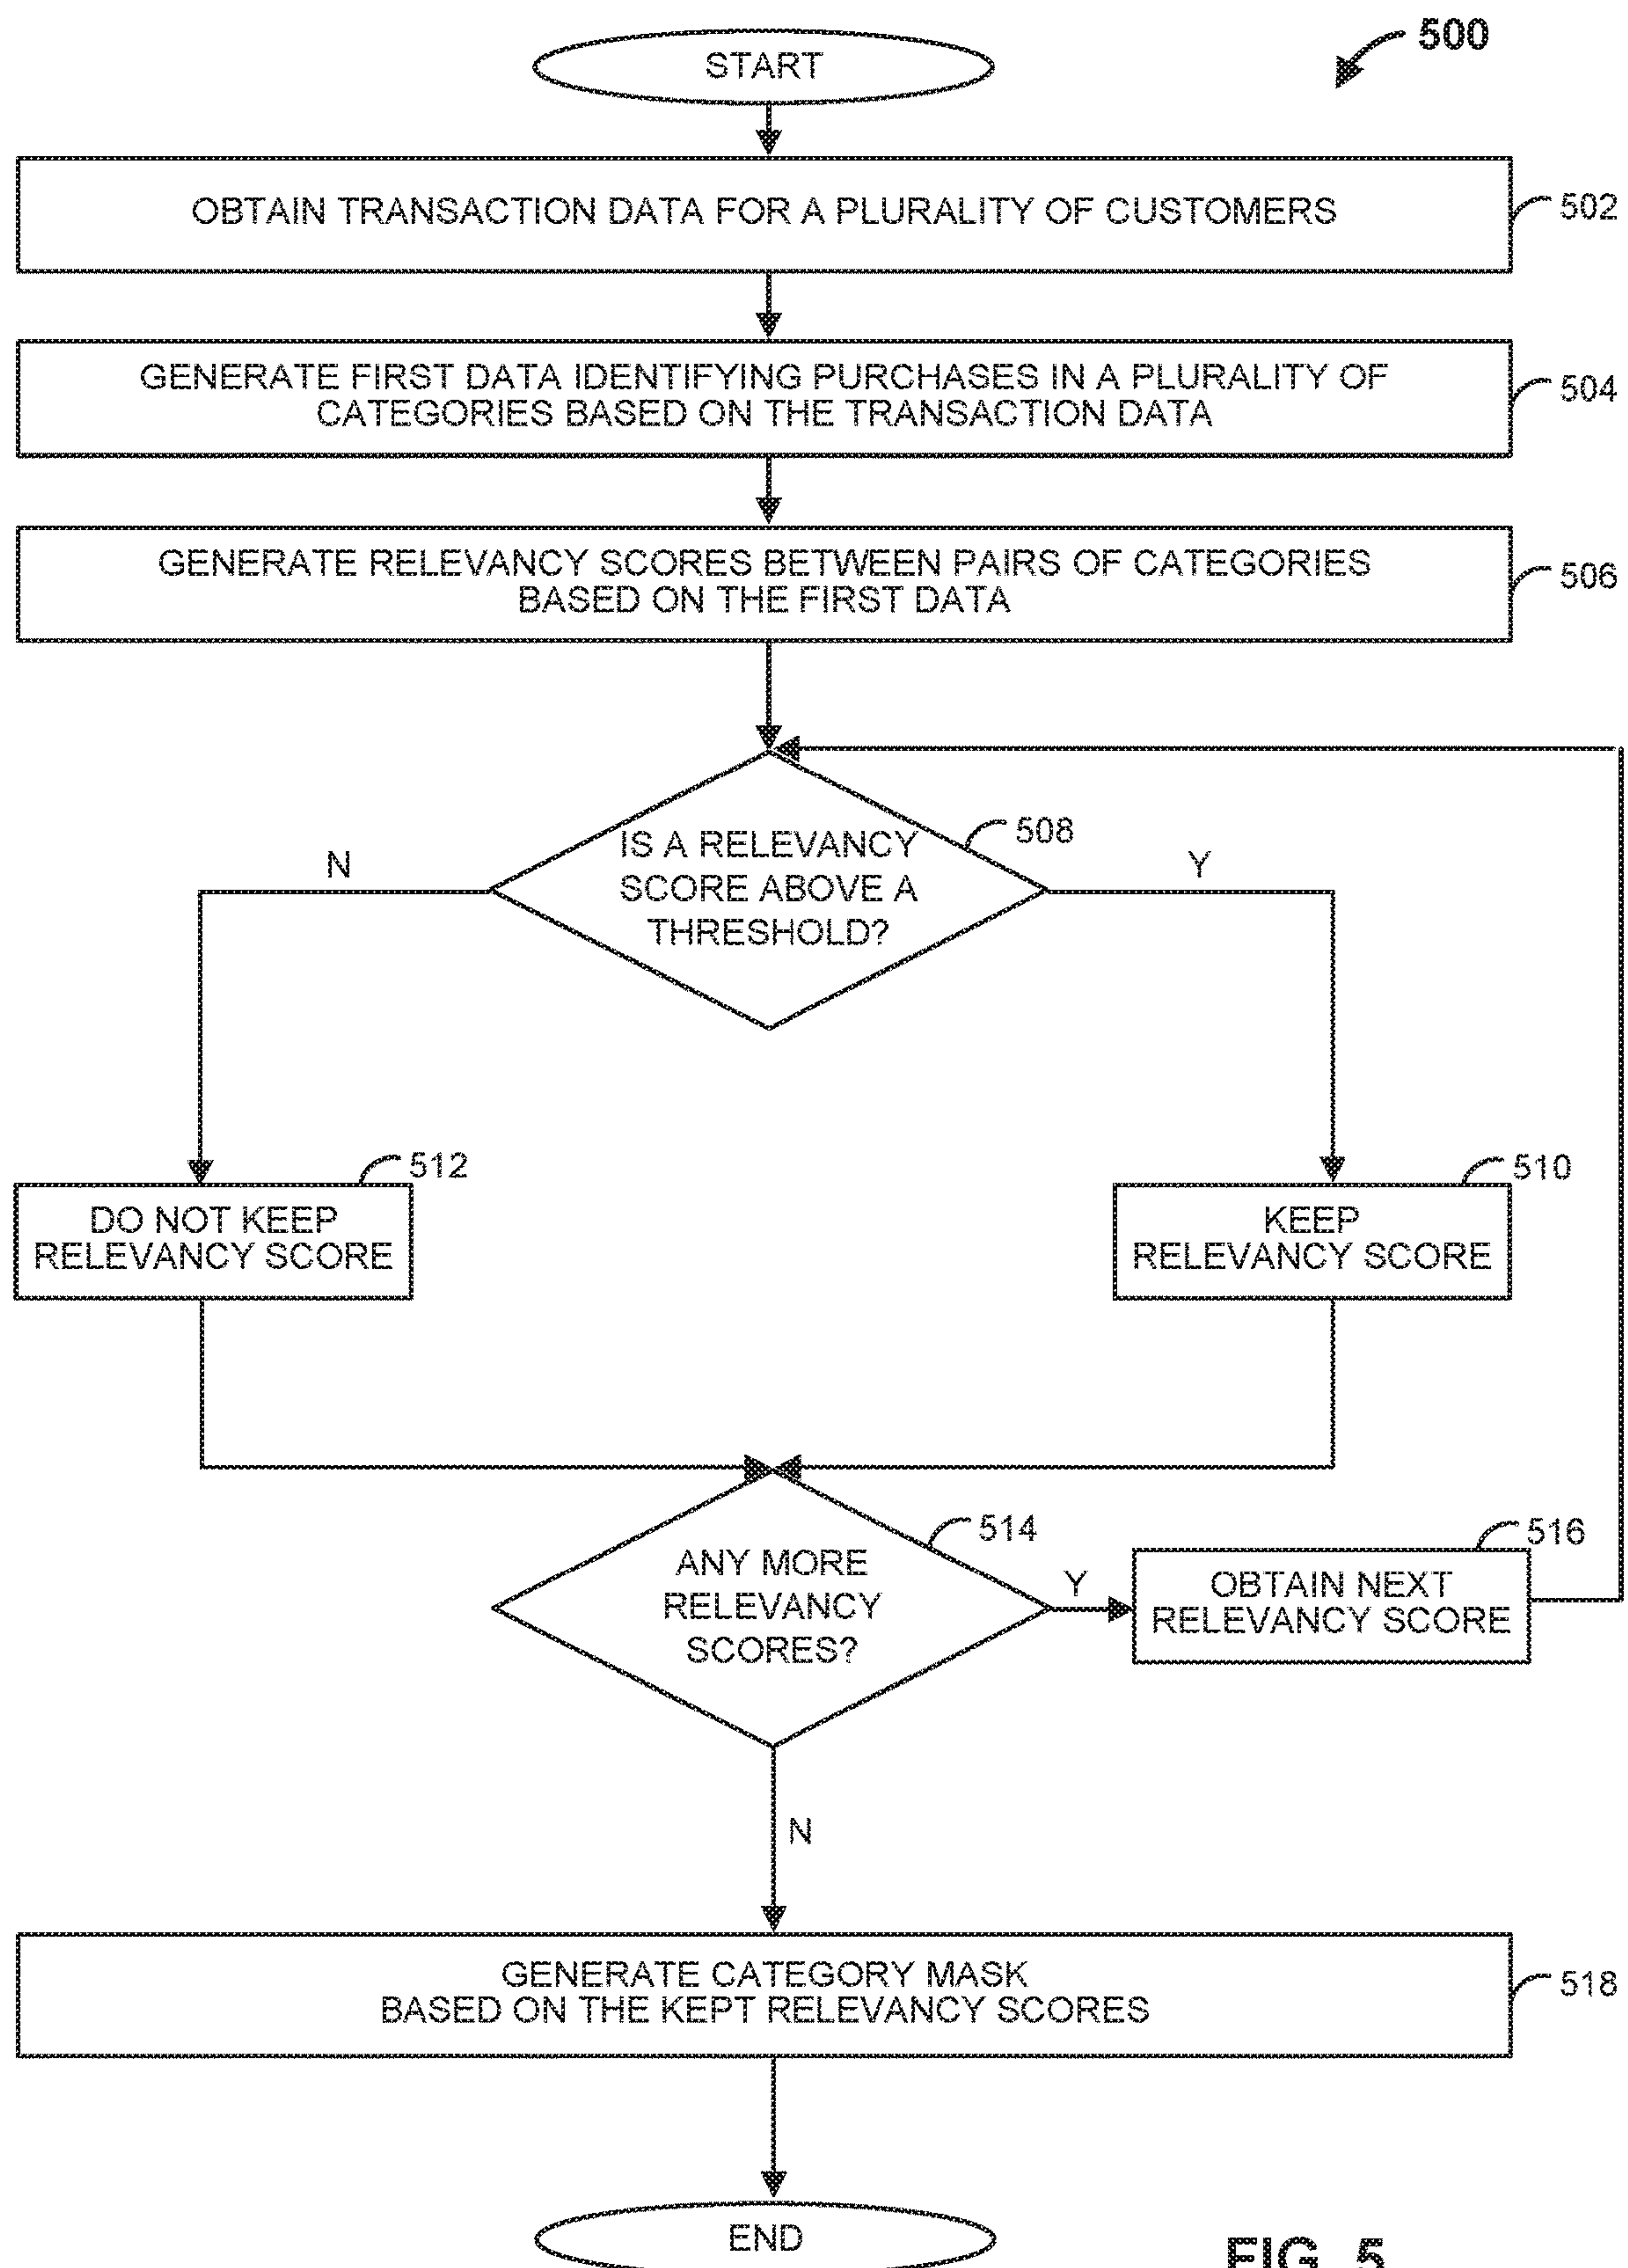 500
START
OBTAIN TRANSACTION DATA FOR A PLURALITY OF CUSTOMERS
502
GENERATE FIRST DATA IDENTIFYING PURCHASES IN A PLURALITY OF
CATEGORIES BASED ON THE TRANSACTION DATA
504
GENERATE RELEVANCY SCORES BETWEEN PAIRS OF CATEGORIES
BASED ON THE FIRST DATA
506
IS A RELEVANCY
SCORE ABOVE A
THRESHOLD?
508
N
Y
512
DO NOT KEEP
RELEVANCY SCORE
510
KEEP
RELEVANCY SCORE
514
ANY MORE
RELEVANCY
SCORES?
Y
516
OBTAIN NEXT
RELEVANCY SCORE
N
GENERATE CATEGORY MASK
BASED ON THE KEPT RELEVANCY SCORES
518
END
FIG. 5